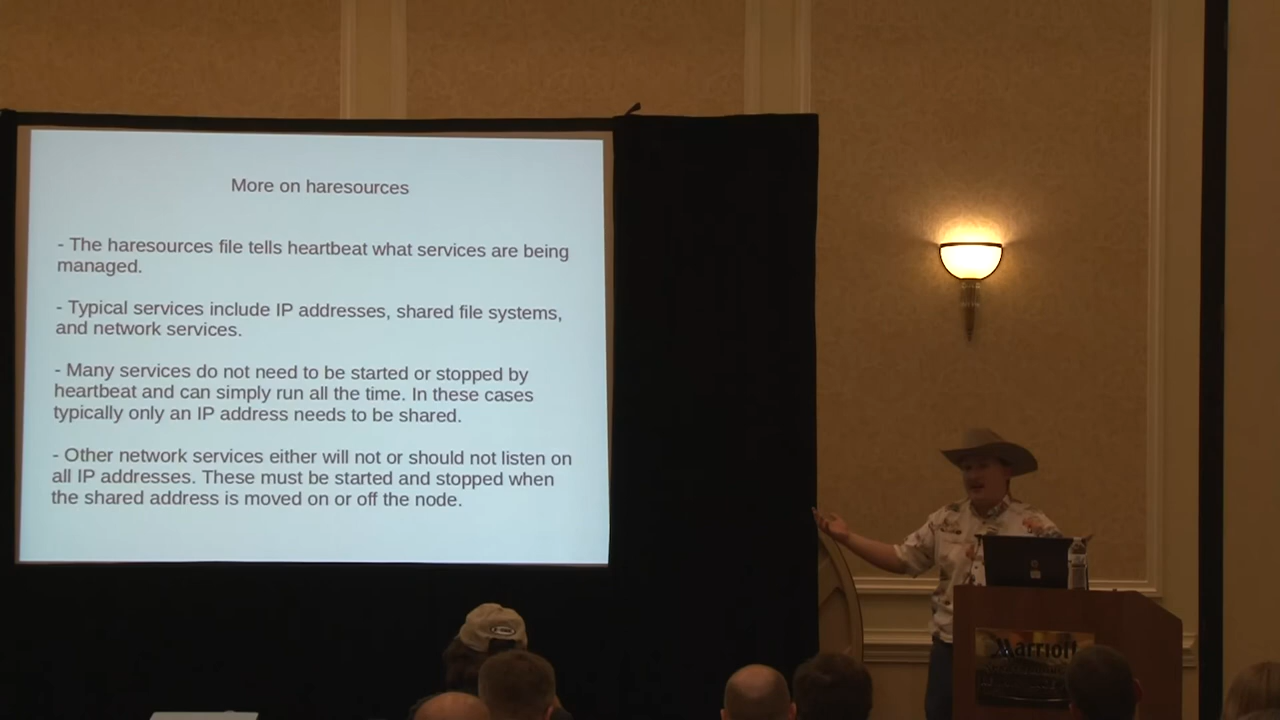 More on haresources
- The haresources file tells heartbeat what services are being
managed.
- Typical services include IP addresses, shared file systems,
and network services.
- Many services do not need to be started or stopped by
heartbeat and can simply run all the time. In these cases
typically only an IP address needs to be shared.
- Other network services either will not or should not listen on
all IP addresses. These must be started and stopped when
the shared address is moved on or off the node.
Marriott